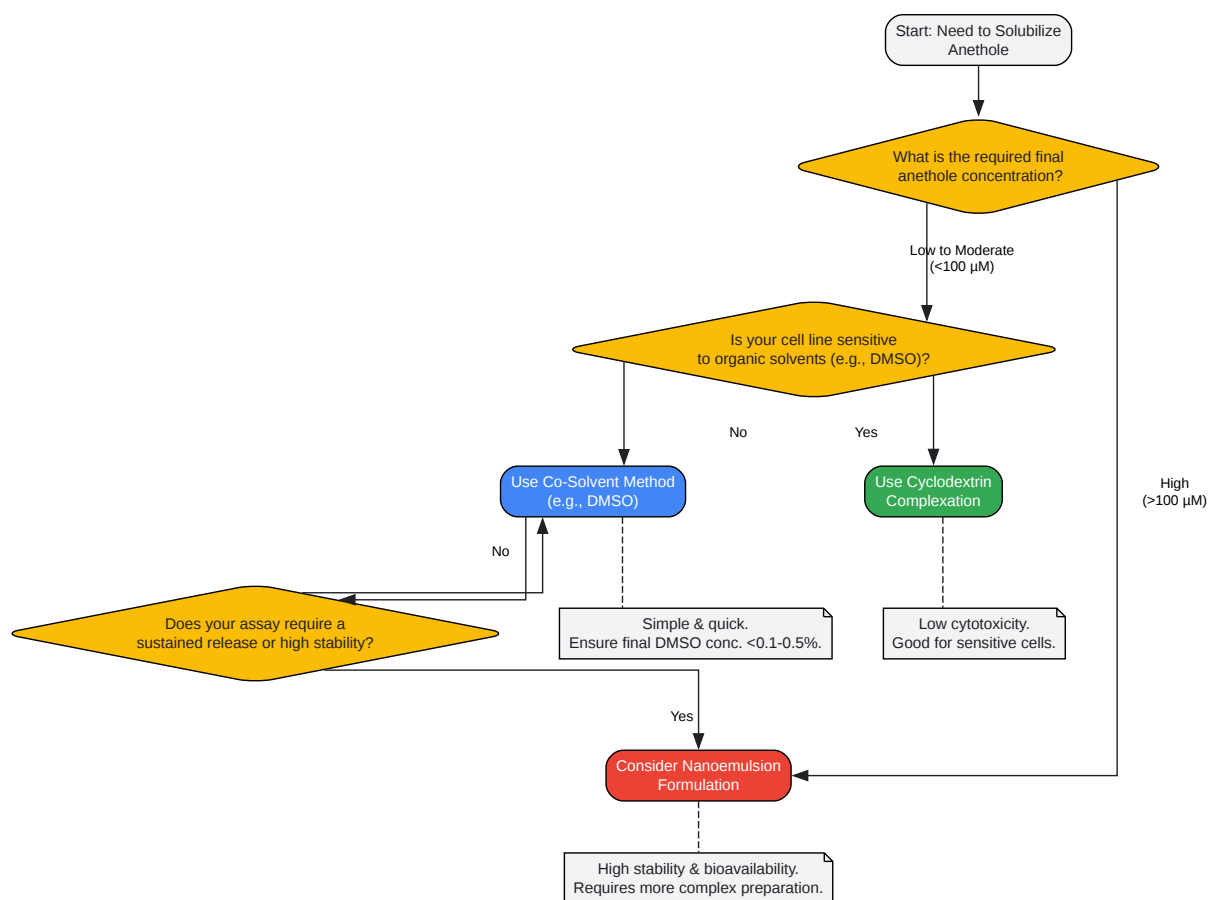 Start: Need to Solubilize
Anethole
What is the required final
anethole concentration?
Low to Moderate
(<100 µM)
Is your cell line sensitive
to organic solvents (e.g., DMSO)?
No
Yes
Use Co-Solvent Method
(e.g., DMSO)
Use Cyclodextrin
Complexation
High
(>100 µM)
No
Does your assay require a
sustained release or high stability?
Simple & quick.
Ensure final DMSO conc. <0.1-0.5%.
Low cytotoxicity.
Good for sensitive cells.
Yes
Consider Nanoemulsion
Formulation
High stability & bioavailability.
Requires more complex preparation.